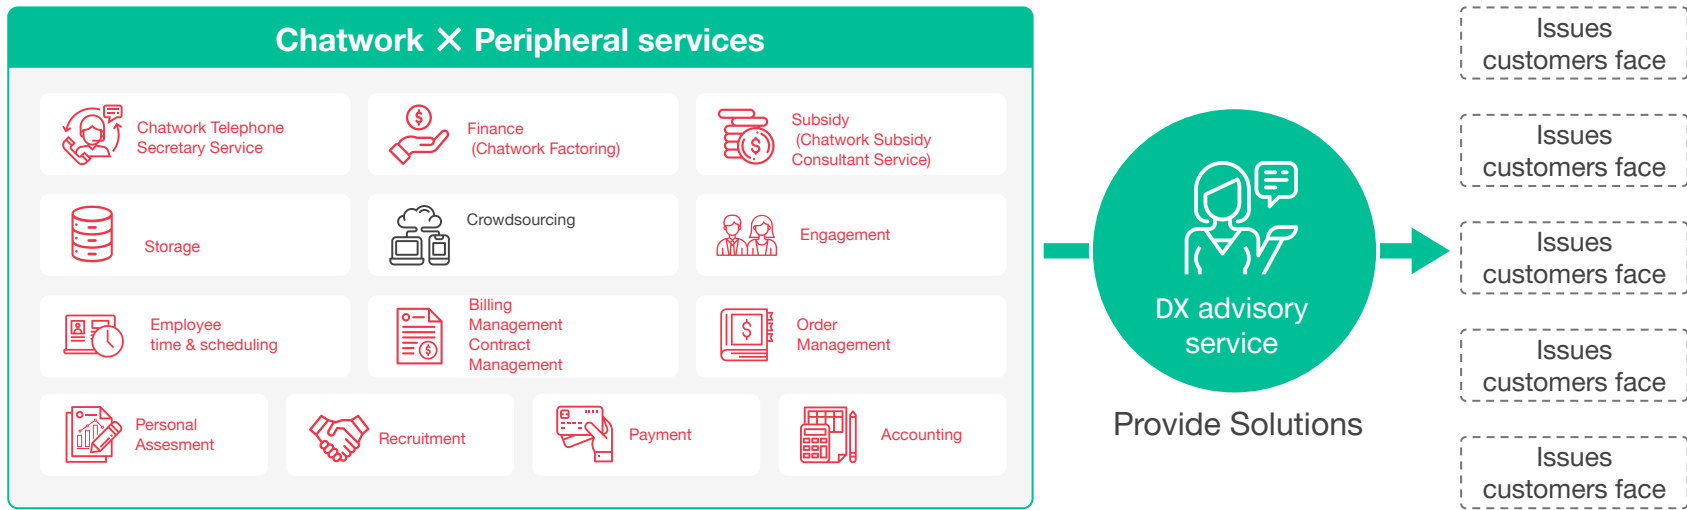 Chatwork × Peripheral services
Chatwork Telephone
Secretary Service
Finance
(Chatwork Factoring)
Subsidy
(Chatwork Subsidy
Consultant Service)
Storage
Crowdsourcing
Engagement
Employee
time & scheduling
Billing
Management
Contract
Management
Order
Management
Personal
Assesment
Recruitment
Payment
Accounting
DX advisory
service
Provide Solutions
Issues
customers face
Issues
customers face
Issues
customers face
Issues
customers face
Issues
customers face